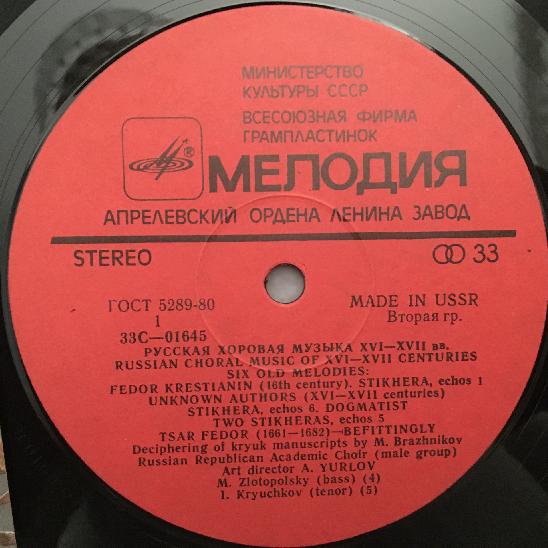 МИНИСТЕРСТВО
КУЛЬТУРЫ СССР
ВСЕСОЮЗНАЯ ФИРМА
ГРАМПЛАСТИНОК
МЕЛОДИЯ
АПРЕЛЕВСКИЙ ОРДЕНА ЛЕНИНА ЗАВОД
STEREO
33
ГОСТ 5289-80
MADE IN USSR
1
Вторая гр.
33С—01645
РУССКАЯ ХОРОВАЯ МУЗЫКА XVI—XVII вв.
RUSSIAN CHORAL MUSIC OF XVI—XVII CENTURIES
SIX OLD MELODIES:
FEDOR KRESTIANIN (16th century). STIKHERA, echos 1
UNKNOWN AUTHORS (XVI—XVII centuries)
STIKHERA, echos 6. DOGMATIST
TWO STIKHERAS, echos 5
TSAR FEDOR (1661—1682)—BEFITTINGLY
Deciphering of kryuk manuscripts by M. Brazhnikov
Russian Republican Academic Choir (male group)
Art director A. YURLOV
M. Zlotopolsky (bass) (4)
I. Kryuchkov (tenor) (5)